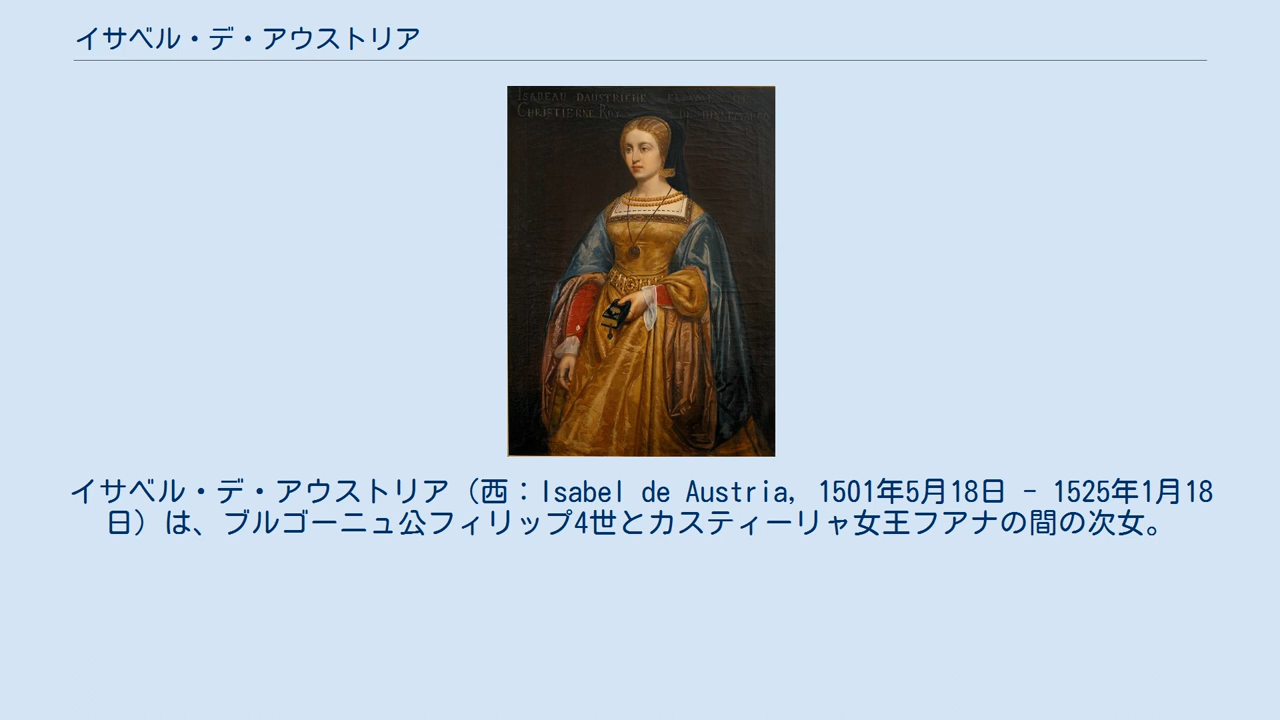 イサベル・デ・アウストリア
ISABEAU DAUSTRICHE
CHRISTIERNE ROY
イサベル・デ・アウストリア（西：Isabel de Austria, 1501年5月18日 - 1525年1月18
日）は、ブルゴーニュ公フィリップ4世とカスティーリャ女王フアナの間の次女。